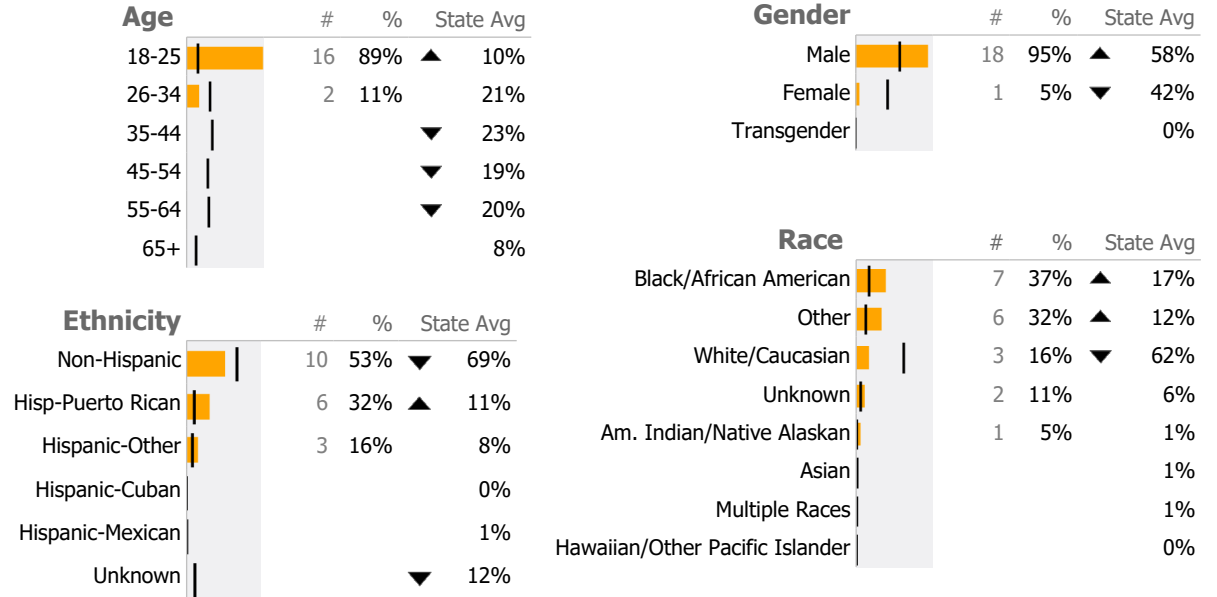 Age # % State Avg
18-25 16 89% ▲ 10%
26-34 2 11% 21%
35-44 ▼ 23%
45-54 ▼ 19%
55-64 ▼ 20%
65+ 8%
Ethnicity # % State Avg
Non-Hispanic 10 53% ▼ 69%
Hisp-Puerto Rican 6 32% ▲ 11%
Hispanic-Other 3 16% 8%
Hispanic-Cuban 0%
Hispanic-Mexican 1%
Unknown ▼ 12%
Gender # % State Avg
Male 18 95% ▲ 58%
Female 1 5% ▼ 42%
Transgender 0%
Race # % State Avg
Black/African American 7 37% ▲ 17%
Other 6 32% ▲ 12%
White/Caucasian 3 16% ▼ 62%
Unknown 2 11% 6%
Am. Indian/Native Alaskan 1 5% 1%
Asian 1%
Multiple Races 1%
Hawaiian/Other Pacific Islander 0%